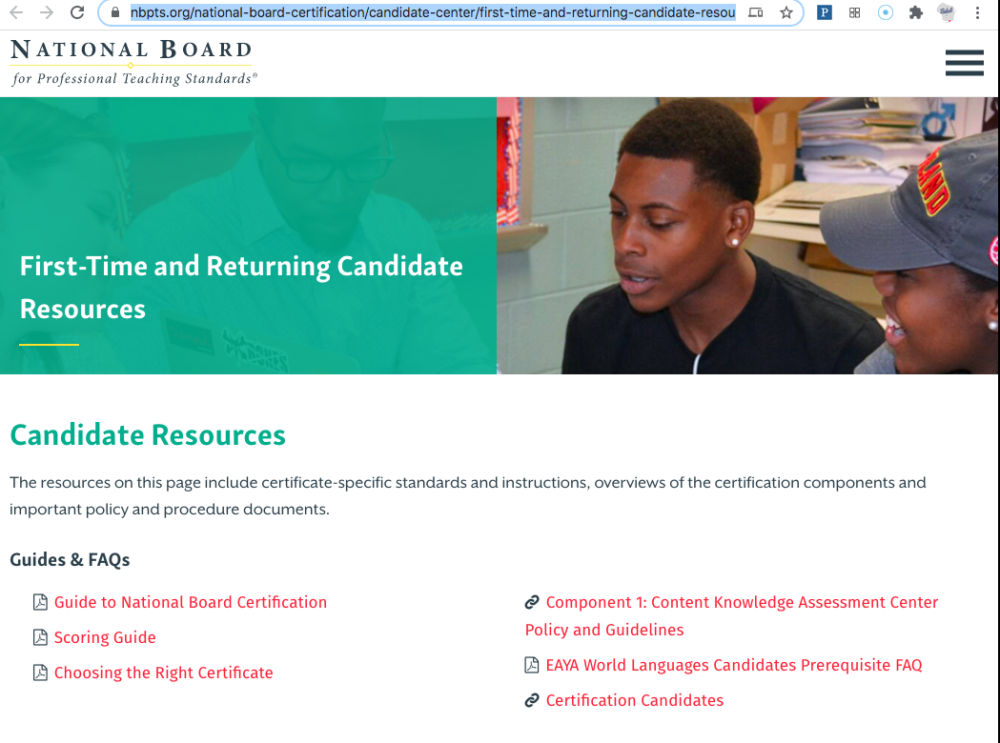 nbpts.org/national-board-certification/candidate-center/first-time-and-returning-candidate-resou
P
NATIONAL BOARD
for Professional Teaching Standards®
First-Time and Returning Candidate
Resources
Candidate Resources
The resources on this page include certificate-specific standards and instructions, overviews of the certification components and
important policy and procedure documents.
Guides & FAQs
Guide to National Board Certification
Scoring Guide
Choosing the Right Certificate
Component 1: Content Knowledge Assessment Center
Policy and Guidelines
EAYA World Languages Candidates Prerequisite FAQ
Certification Candidates